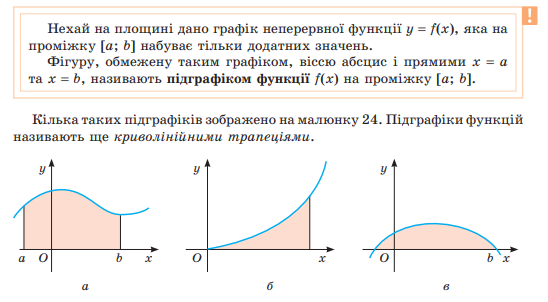 !
Нехай на площині дано графік неперервної функції y = f(x), яка на
проміжку [a; b] набуває тільки додатних значень.
Фігуру, обмежену таким графіком, віссю абсцис і прямими x = a
та x = b, називають підграфіком функції f(x) на проміжку [a; b].
Кілька таких підграфіків зображено на малюнку 24. Підграфіки функцій
називають ще криволінійними трапеціями.
y y y
a O b x O x O b x
а б в